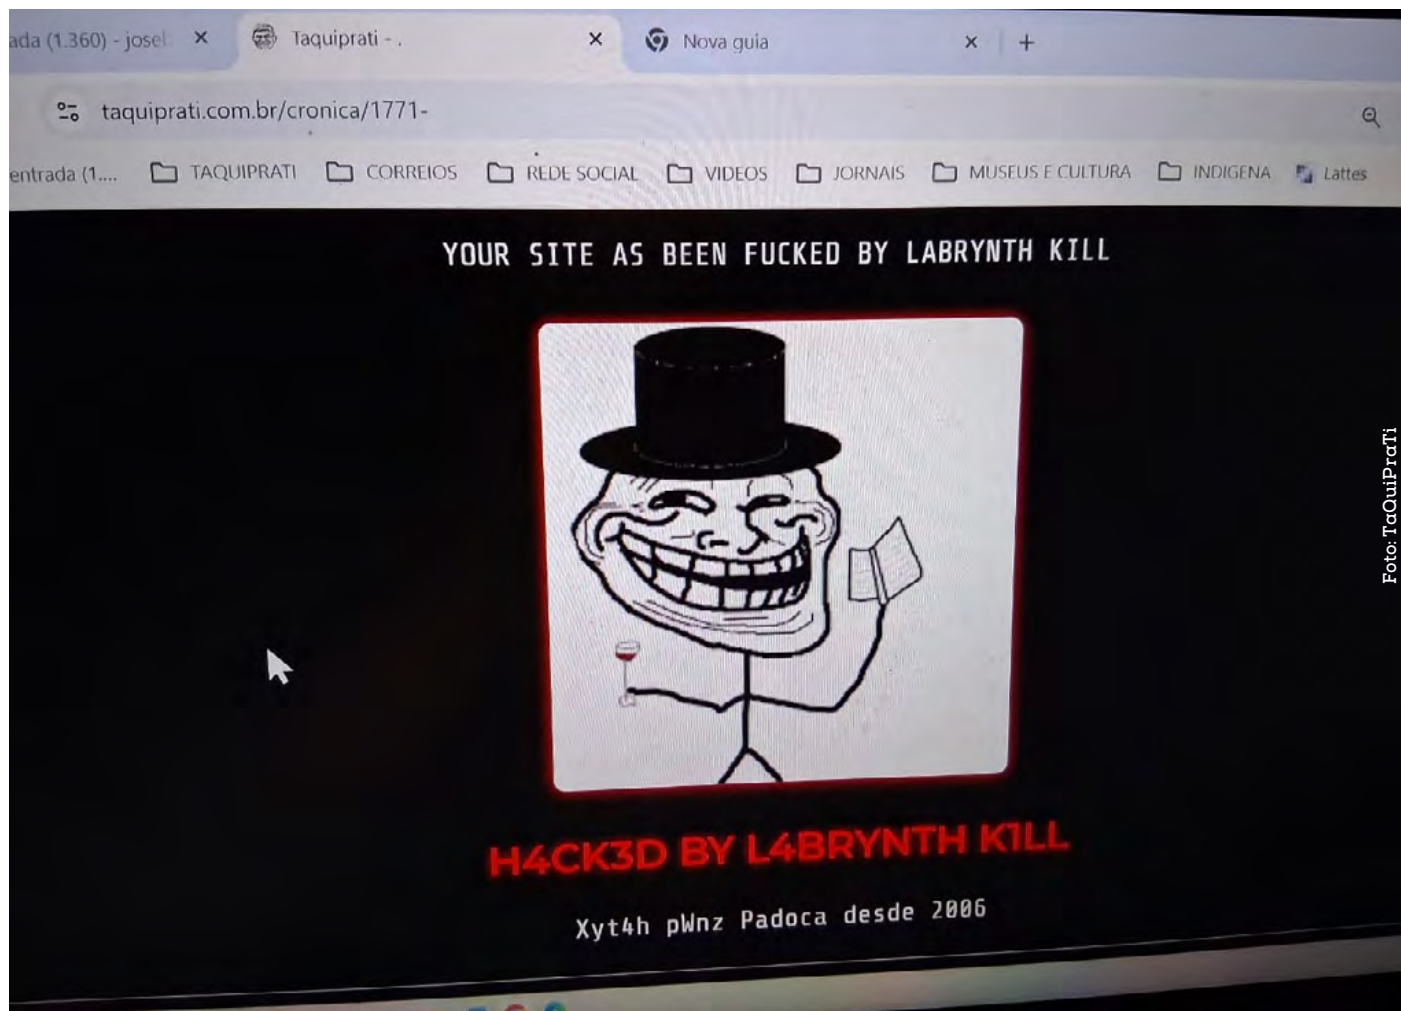 ada (1.360) - josel
Taquiprati - .
Nova guia
taquiprati.com.br/cronica/1771-
entrada (1....
TAQUIPRATI
CORREIOS
REDE SOCIAL
VIDEOS
JORNAIS
MUSEUS E CULTURA
INDIGENA
Lattes
YOUR SITE AS BEEN FUCKED BY LABRYNTH KILL
H4CK3D BY L4BRYNTH K1LL
Xyt4h pWnz Padoca desde 2006
Foto: TaQuiPraTi